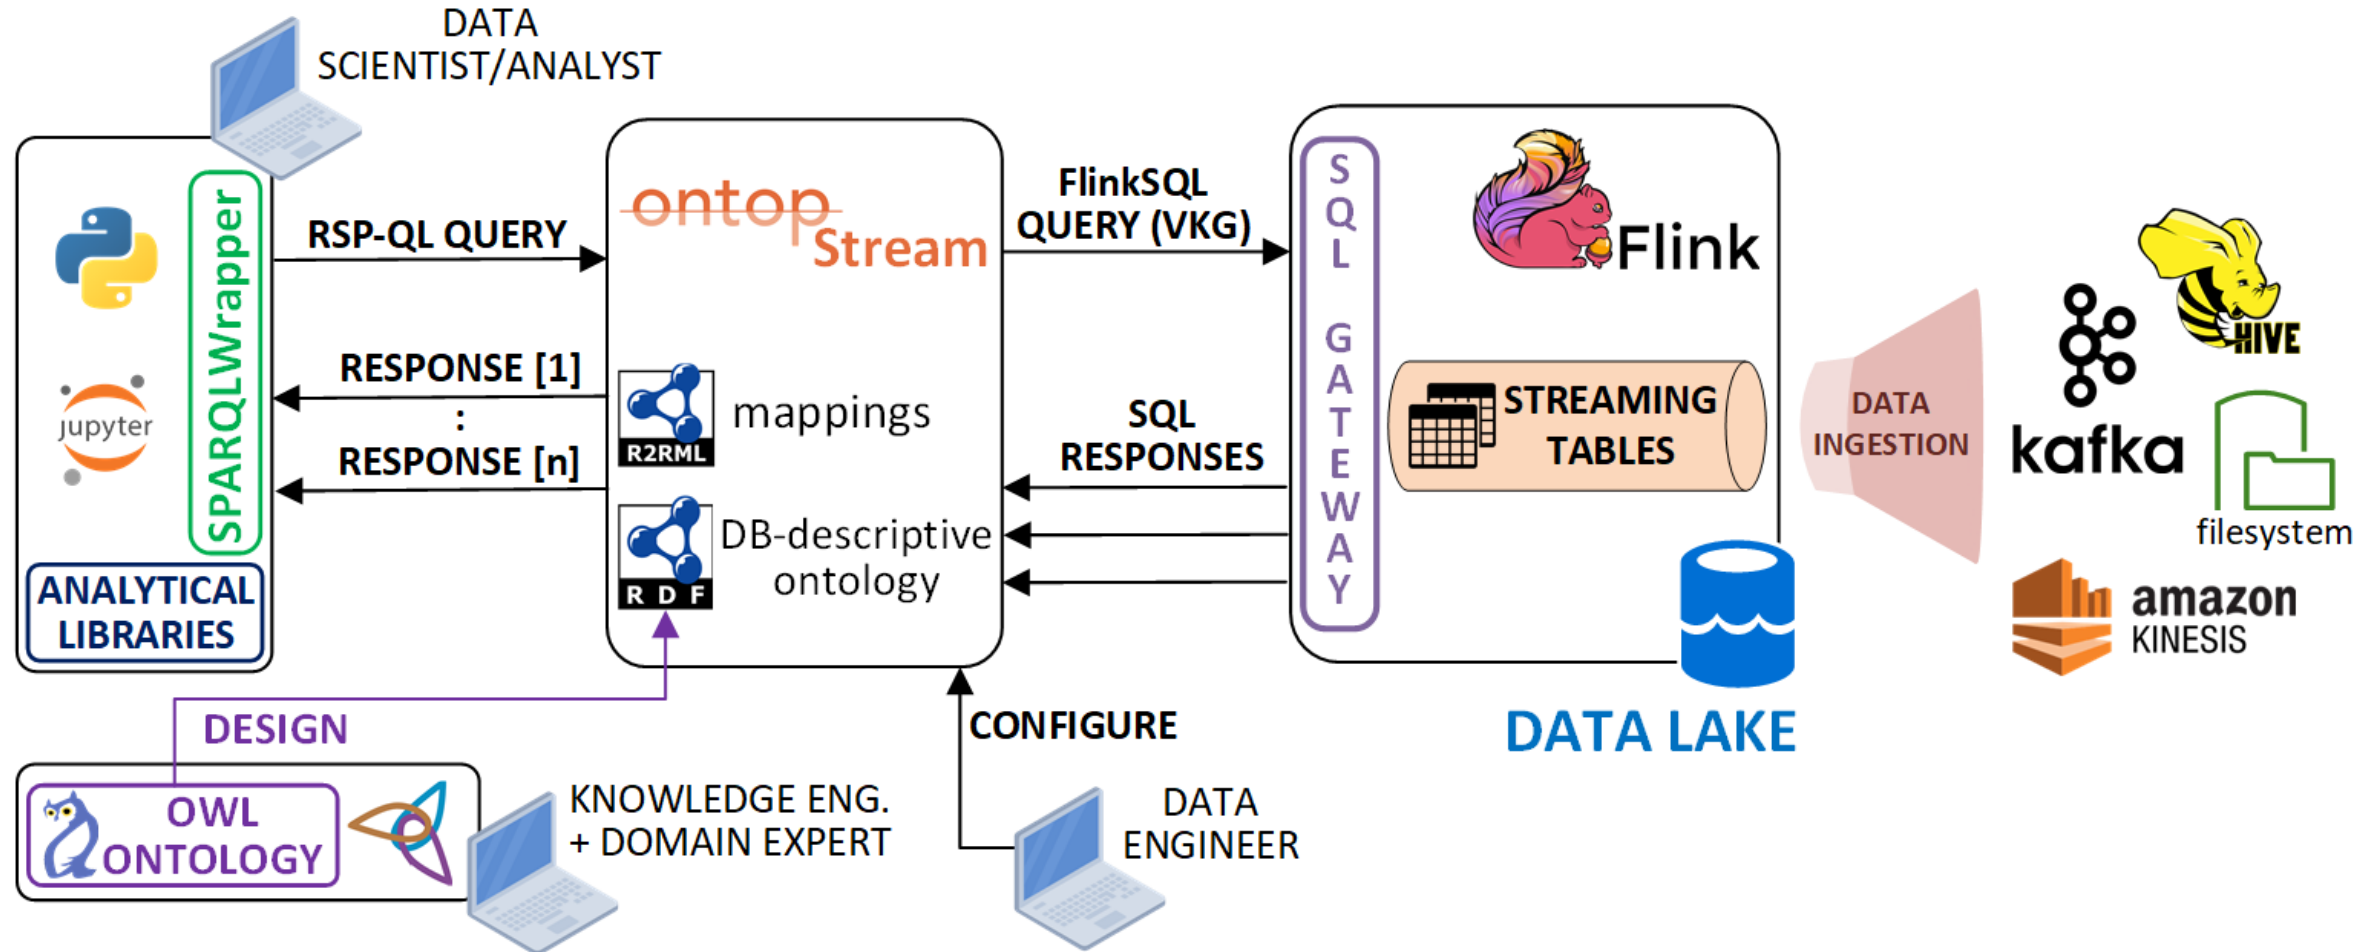 DATA
SCIENTIST/ANALYST
SPARQLWrapper
jupyter
ANALYTICAL
LIBRARIES
RSP-QL QUERY
RESPONSE [1]
:
RESPONSE [n]
ontop
Stream
R2RML
mappings
RDF
DB-descriptive
ontology
FlinkSQL
QUERY (VKG)
SQL
RESPONSES
SQL GATEWAY
Flink
STREAMING
TABLES
DATA LAKE
DATA
INGESTION
HIVE
kafka
filesystem
amazon
KINESIS
DESIGN
OWL
ONTOLOGY
KNOWLEDGE ENG.
+ DOMAIN EXPERT
CONFIGURE
DATA
ENGINEER